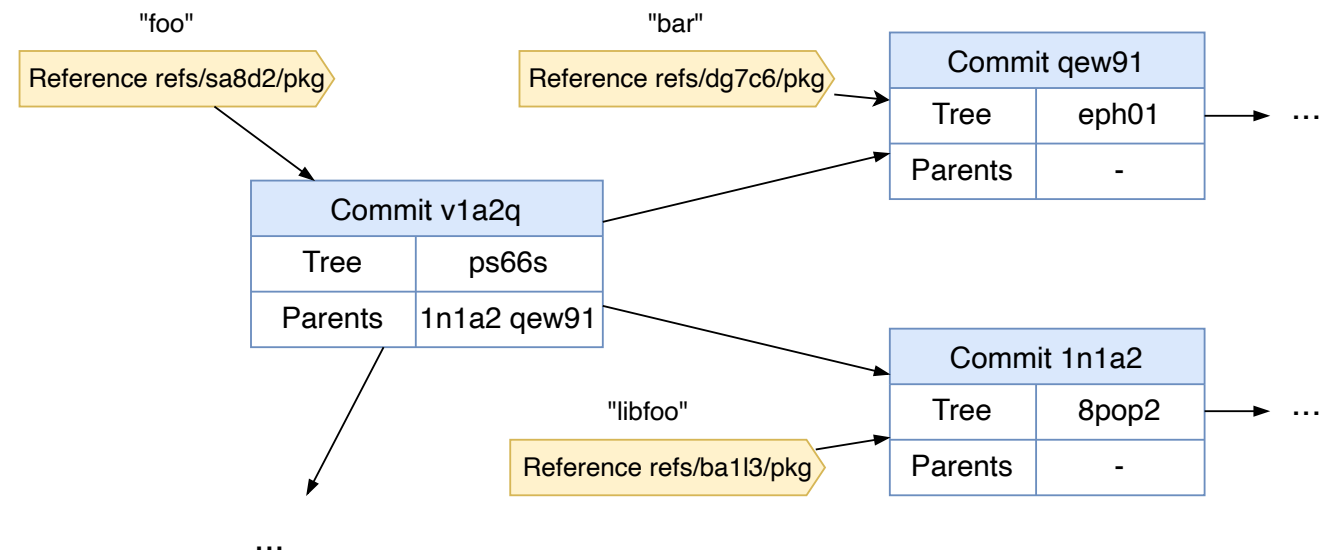 "foo"
Reference refs/sa8d2/pkg
"bar"
Reference refs/dg7c6/pkg
Commit qew91
Tree eph01
Parents -
...
Commit v1a2q
Tree ps66s
Parents 1n1a2 qew91
"libfoo"
Reference refs/ba1l3/pkg
Commit 1n1a2
Tree 8pop2
Parents -
...
...